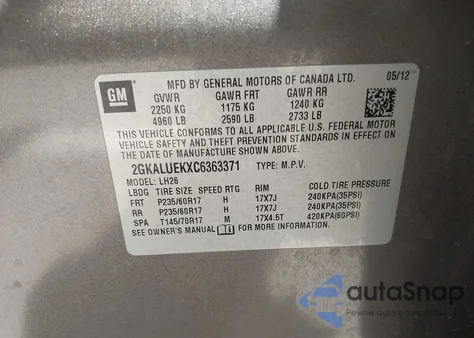 GM
MFD BY GENERAL MOTORS OF CANADA LTD. 05/12
GVWR GAWR FRT GAWR RR
2250 KG 1175 KG 1240 KG
4960 LB 2590 LB 2733 LB
THIS VEHICLE CONFORMS TO ALL APPLICABLE U.S. FEDERAL MOTOR
VEHICLE SAFETY AND THEFT PREVENTION STANDARDS IN EFFECT ON
THE DATE OF MANUFACTURE SHOWN ABOVE.
2GKALUEKXC6363371 TYPE: M.P.V.
MODEL: LH26
LBDG TIRE SIZE SPEED RTG RIM COLD TIRE PRESSURE
FRT P235/60R17 H 17X7J 240KPA(35PSI)
RR P235/60R17 H 17X7J 240KPA(35PSI)
SPA T145/70R17 M 17X4.5T 420KPA(60PSI)
SEE OWNER'S MANUAL FOR MORE INFORMATION.
autoSnap
Pewne auta z